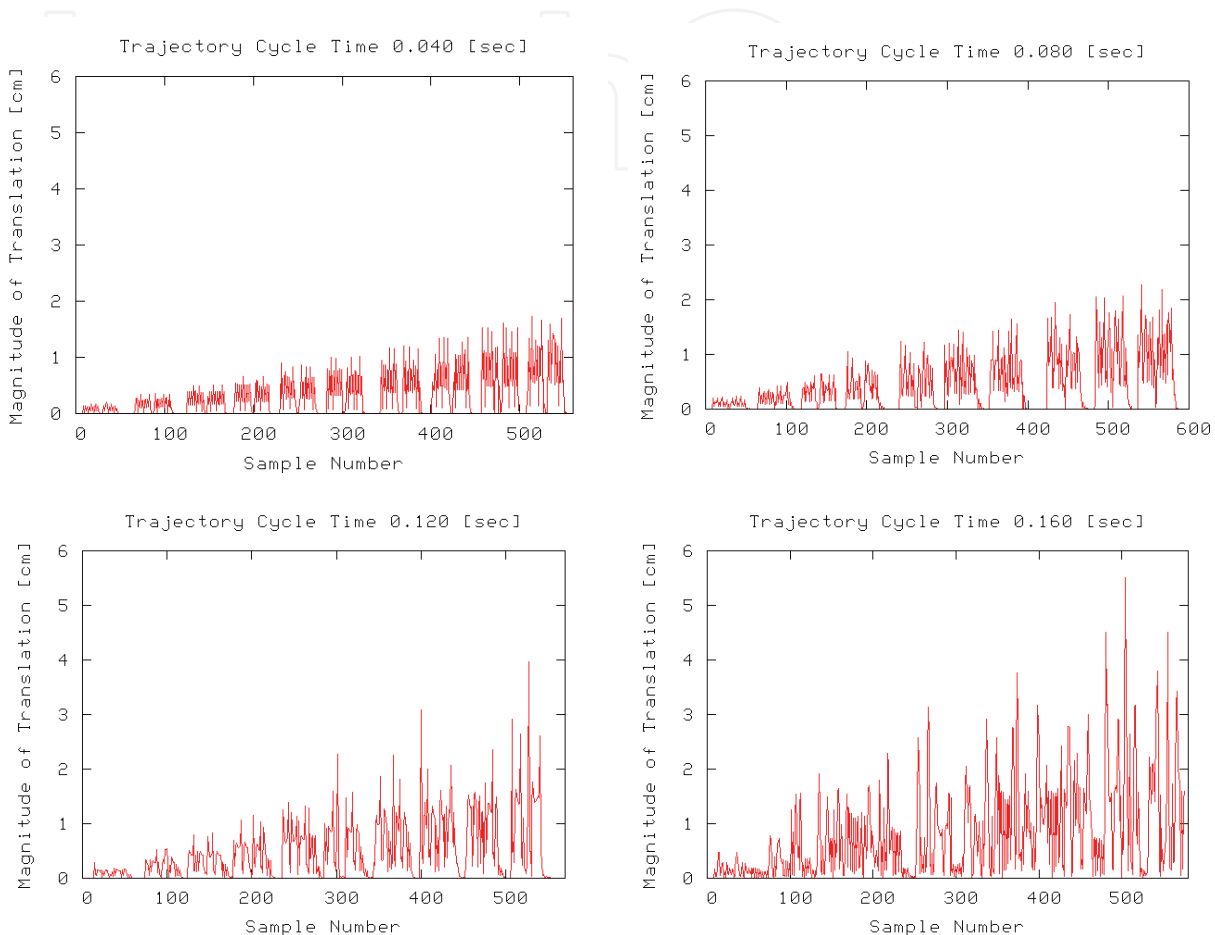 Trajectory Cycle Time 0.040 [sec]
Magnitude of Translation [cm]
6
5
4
3
2
1
0
0 100 200 300 400 500
Sample Number
Trajectory Cycle Time 0.080 [sec]
Magnitude of Translation [cm]
6
5
4
3
2
1
0
0 100 200 300 400 500 600
Sample Number
Trajectory Cycle Time 0.120 [sec]
Magnitude of Translation [cm]
6
5
4
3
2
1
0
0 100 200 300 400 500
Sample Number
Trajectory Cycle Time 0.160 [sec]
Magnitude of Translation [cm]
6
5
4
3
2
1
0
0 100 200 300 400 500
Sample Number